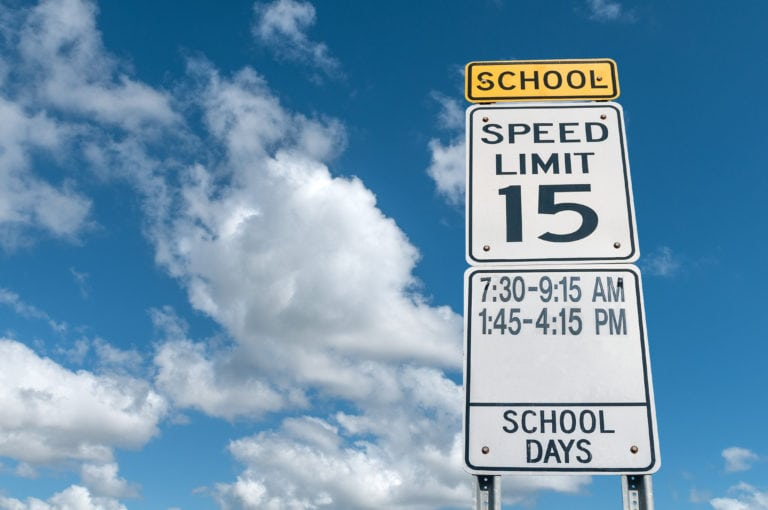 SCHOOL
SPEED
LIMIT
15
7:30-9:15 AM
1:45-4:15 PM
SCHOOL
DAYS